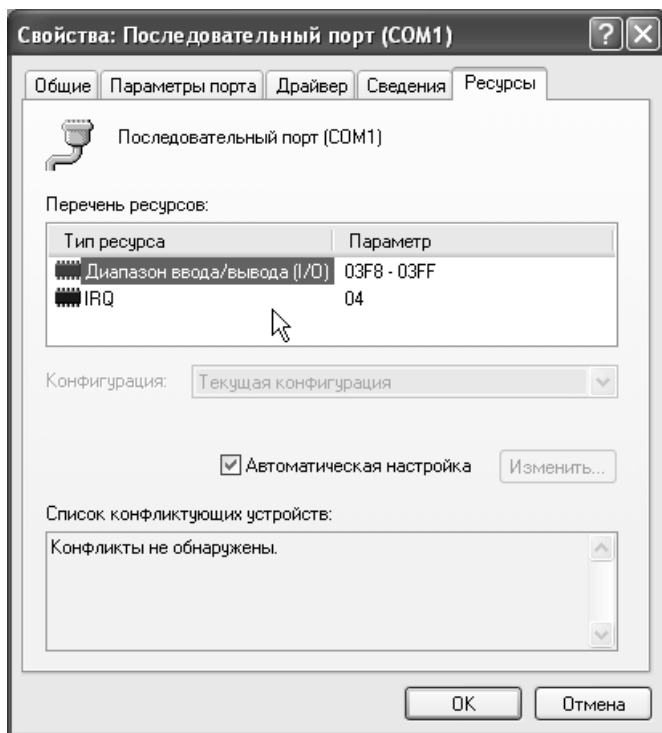 Свойства: Последовательный порт (COM1)
Общие Параметры порта Драйвер Сведения Ресурсы
Последовательный порт (COM1)
Перечень ресурсов:
Тип ресурса Параметр
Диапазон ввода/вывода (I/O) 03F8 - 03FF
IRQ 04
Конфигурация: Текущая конфигурация
Автоматическая настройка Изменить...
Список конфликтующих устройств:
Конфликты не обнаружены.
OK Отмена